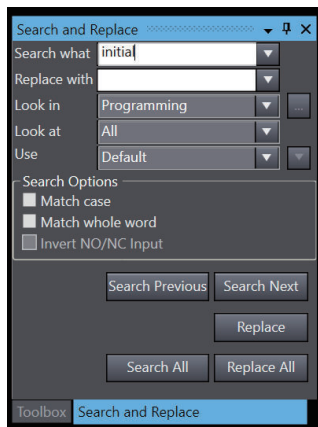 Search and Replace
Search what initial
Replace with
Look in Programming ...
Look at All
Use Default
Search Options
Match case
Match whole word
Invert NO/NC Input
Search Previous Search Next
Replace
Search All Replace All
Toolbox Search and Replace